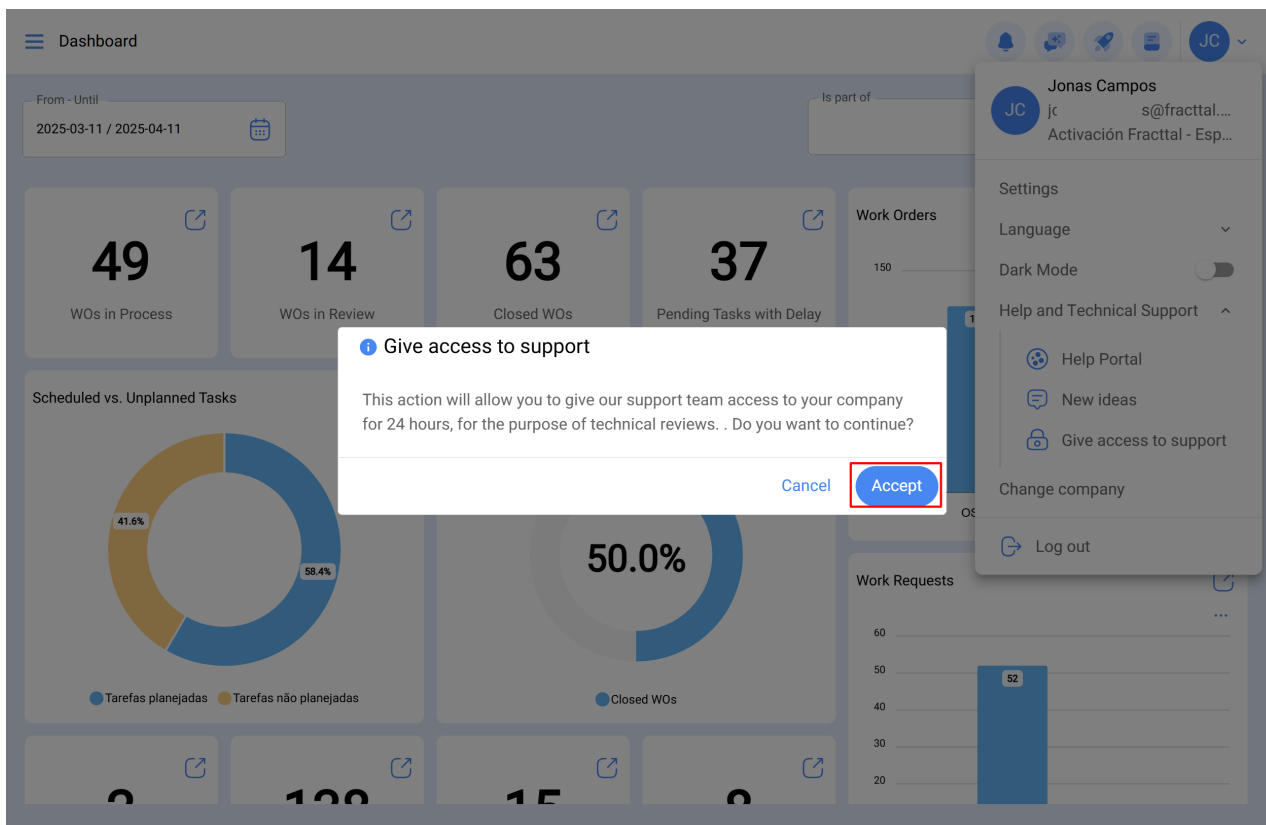 Dashboard
JC
Jonas Campos
JC
jc s@fracttal....
Activación Fracttal - Esp...
From - Until
2025-03-11 / 2025-04-11
Is part of
Settings
Language
Dark Mode
Help and Technical Support
Help Portal
New ideas
Give access to support
Change company
Log out
49
WOs in Process
14
WOs in Review
63
Closed WOs
37
Pending Tasks with Delay
Work Orders
150
1
OS
Give access to support
This action will allow you to give our support team access to your company
for 24 hours, for the purpose of technical reviews. . Do you want to continue?
Cancel
Accept
Scheduled vs. Unplanned Tasks
41.6%
58.4%
Tarefas planejadas
Tarefas não planejadas
50.0%
Closed WOs
Work Requests
60
50
52
40
30
20